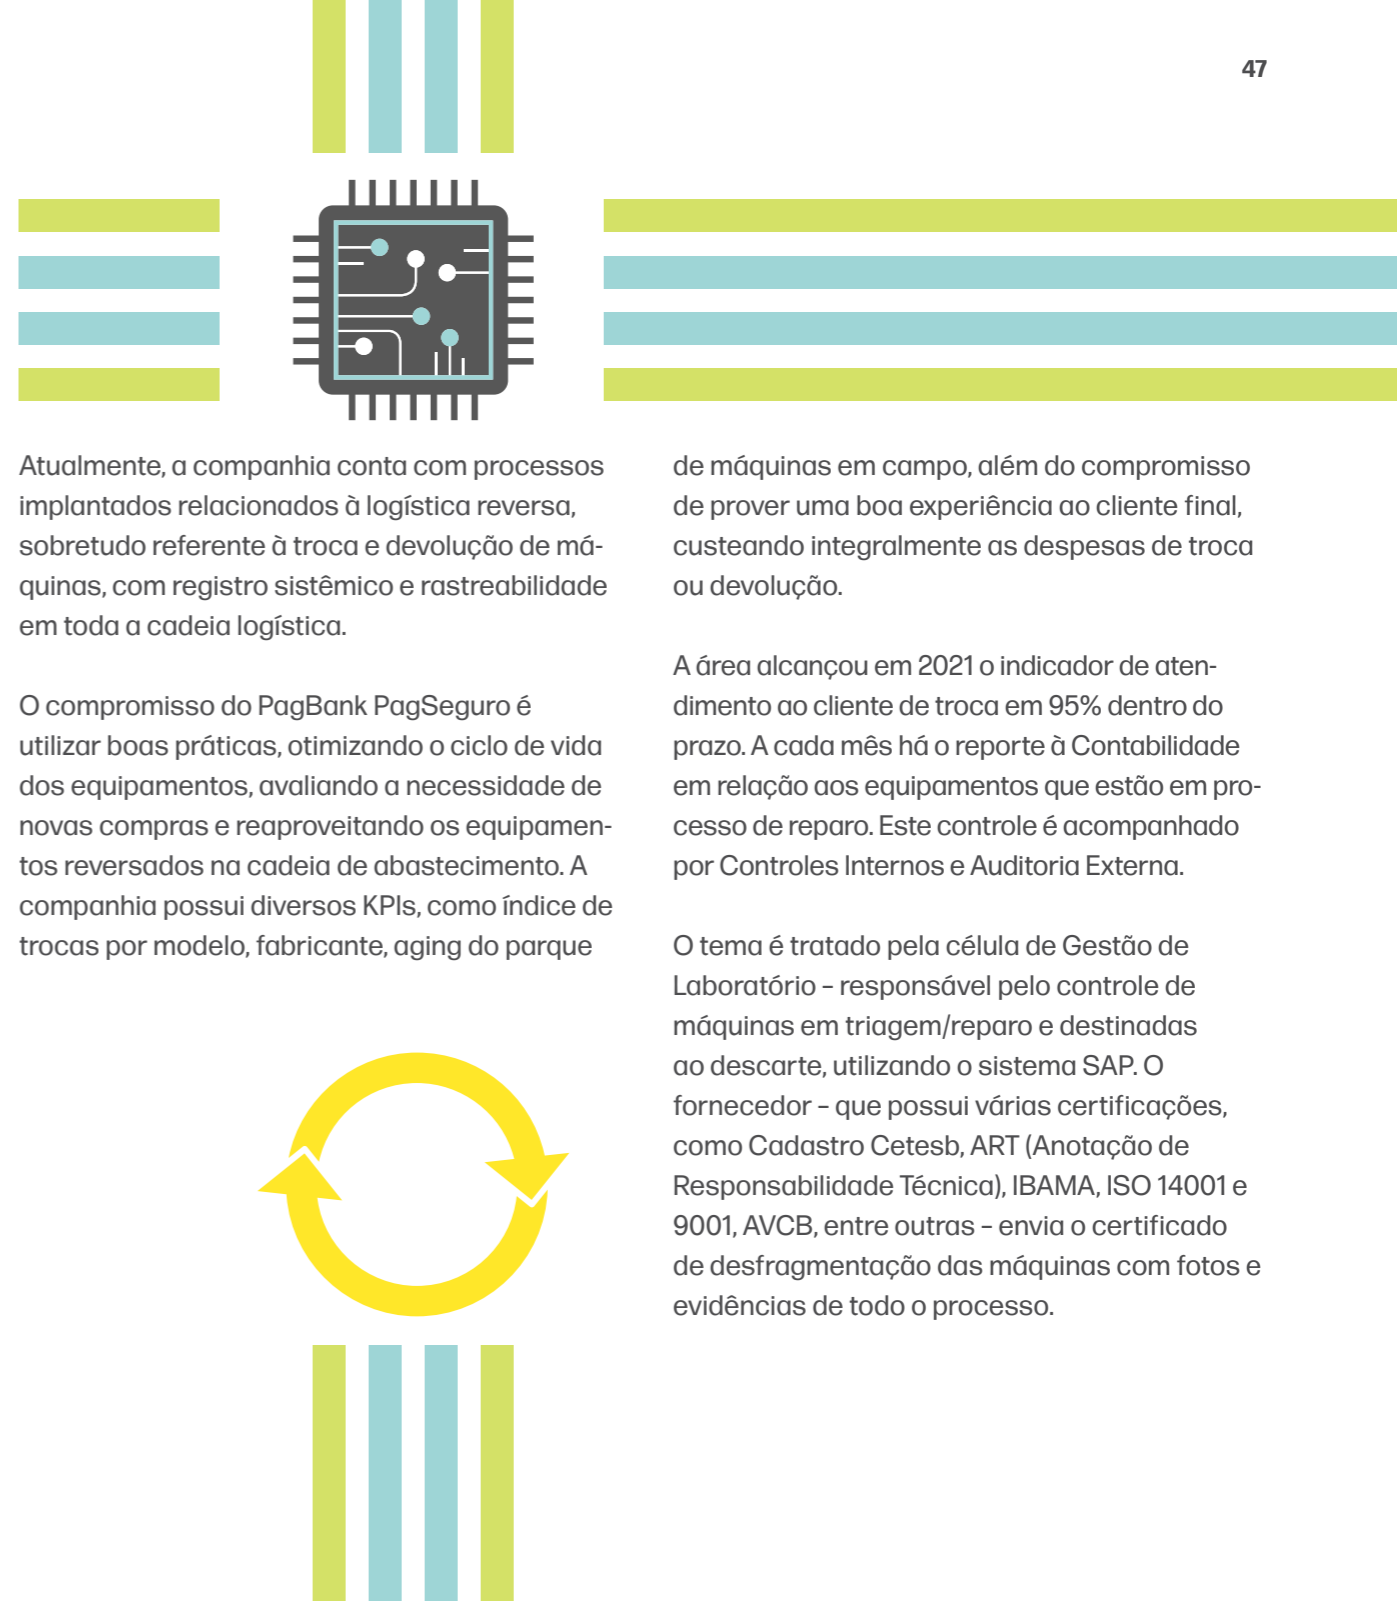 47
Atualmente, a companhia conta com processos
implantados relacionados à logística reversa,
sobretudo referente à troca e devolução de má-
quinas, com registro sistêmico e rastreabilidade
em toda a cadeia logística.
O compromisso do PagBank PagSeguro é
utilizar boas práticas, otimizando o ciclo de vida
dos equipamentos, avaliando a necessidade de
novas compras e reaproveitando os equipamen-
tos reversados na cadeia de abastecimento. A
companhia possui diversos KPIs, como índice de
trocas por modelo, fabricante, aging do parque
de máquinas em campo, além do compromisso
de prover uma boa experiência ao cliente final,
custeando integralmente as despesas de troca
ou devolução.
A área alcançou em 2021 o indicador de aten-
dimento ao cliente de troca em 95% dentro do
prazo. A cada mês há o reporte à Contabilidade
em relação aos equipamentos que estão em pro-
cesso de reparo. Este controle é acompanhado
por Controles Internos e Auditoria Externa.
O tema é tratado pela célula de Gestão de
Laboratório – responsável pelo controle de
máquinas em triagem/reparo e destinadas
ao descarte, utilizando o sistema SAP. O
fornecedor – que possui várias certificações,
como Cadastro Cetesb, ART (Anotação de
Responsabilidade Técnica), IBAMA, ISO 14001 e
9001, AVCB, entre outras – envia o certificado
de desfragmentação das máquinas com fotos e
evidências de todo o processo.